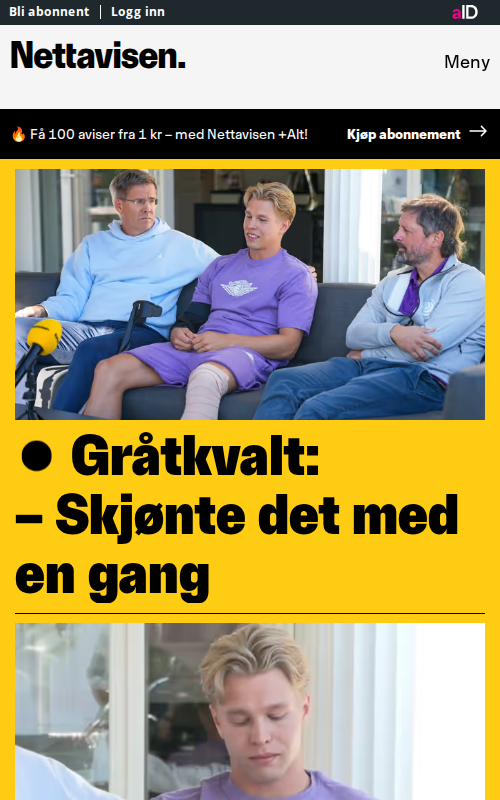 Bli abonnent | Logg inn
aID
Nettavisen.
Meny
🔥 Få 100 aviser fra 1 kr – med Nettavisen +Alt!
Kjøp abonnement →
● Gråtkvalt:
– Skjønte det med
en gang